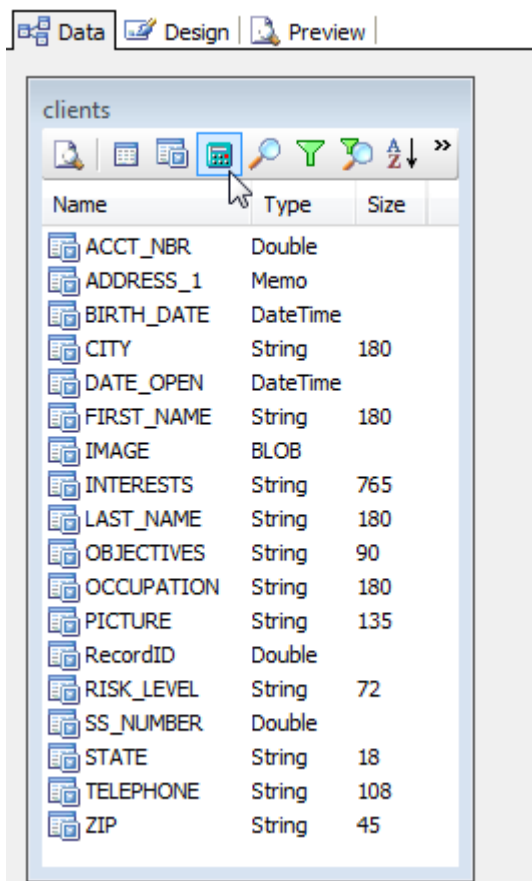 Data Design Preview
clients
A Z »
Name Type Size
ACCT_NBR Double
ADDRESS_1 Memo
BIRTH_DATE DateTime
CITY String 180
DATE_OPEN DateTime
FIRST_NAME String 180
IMAGE BLOB
INTERESTS String 765
LAST_NAME String 180
OBJECTIVES String 90
OCCUPATION String 180
PICTURE String 135
RecordID Double
RISK_LEVEL String 72
SS_NUMBER Double
STATE String 18
TELEPHONE String 108
ZIP String 45